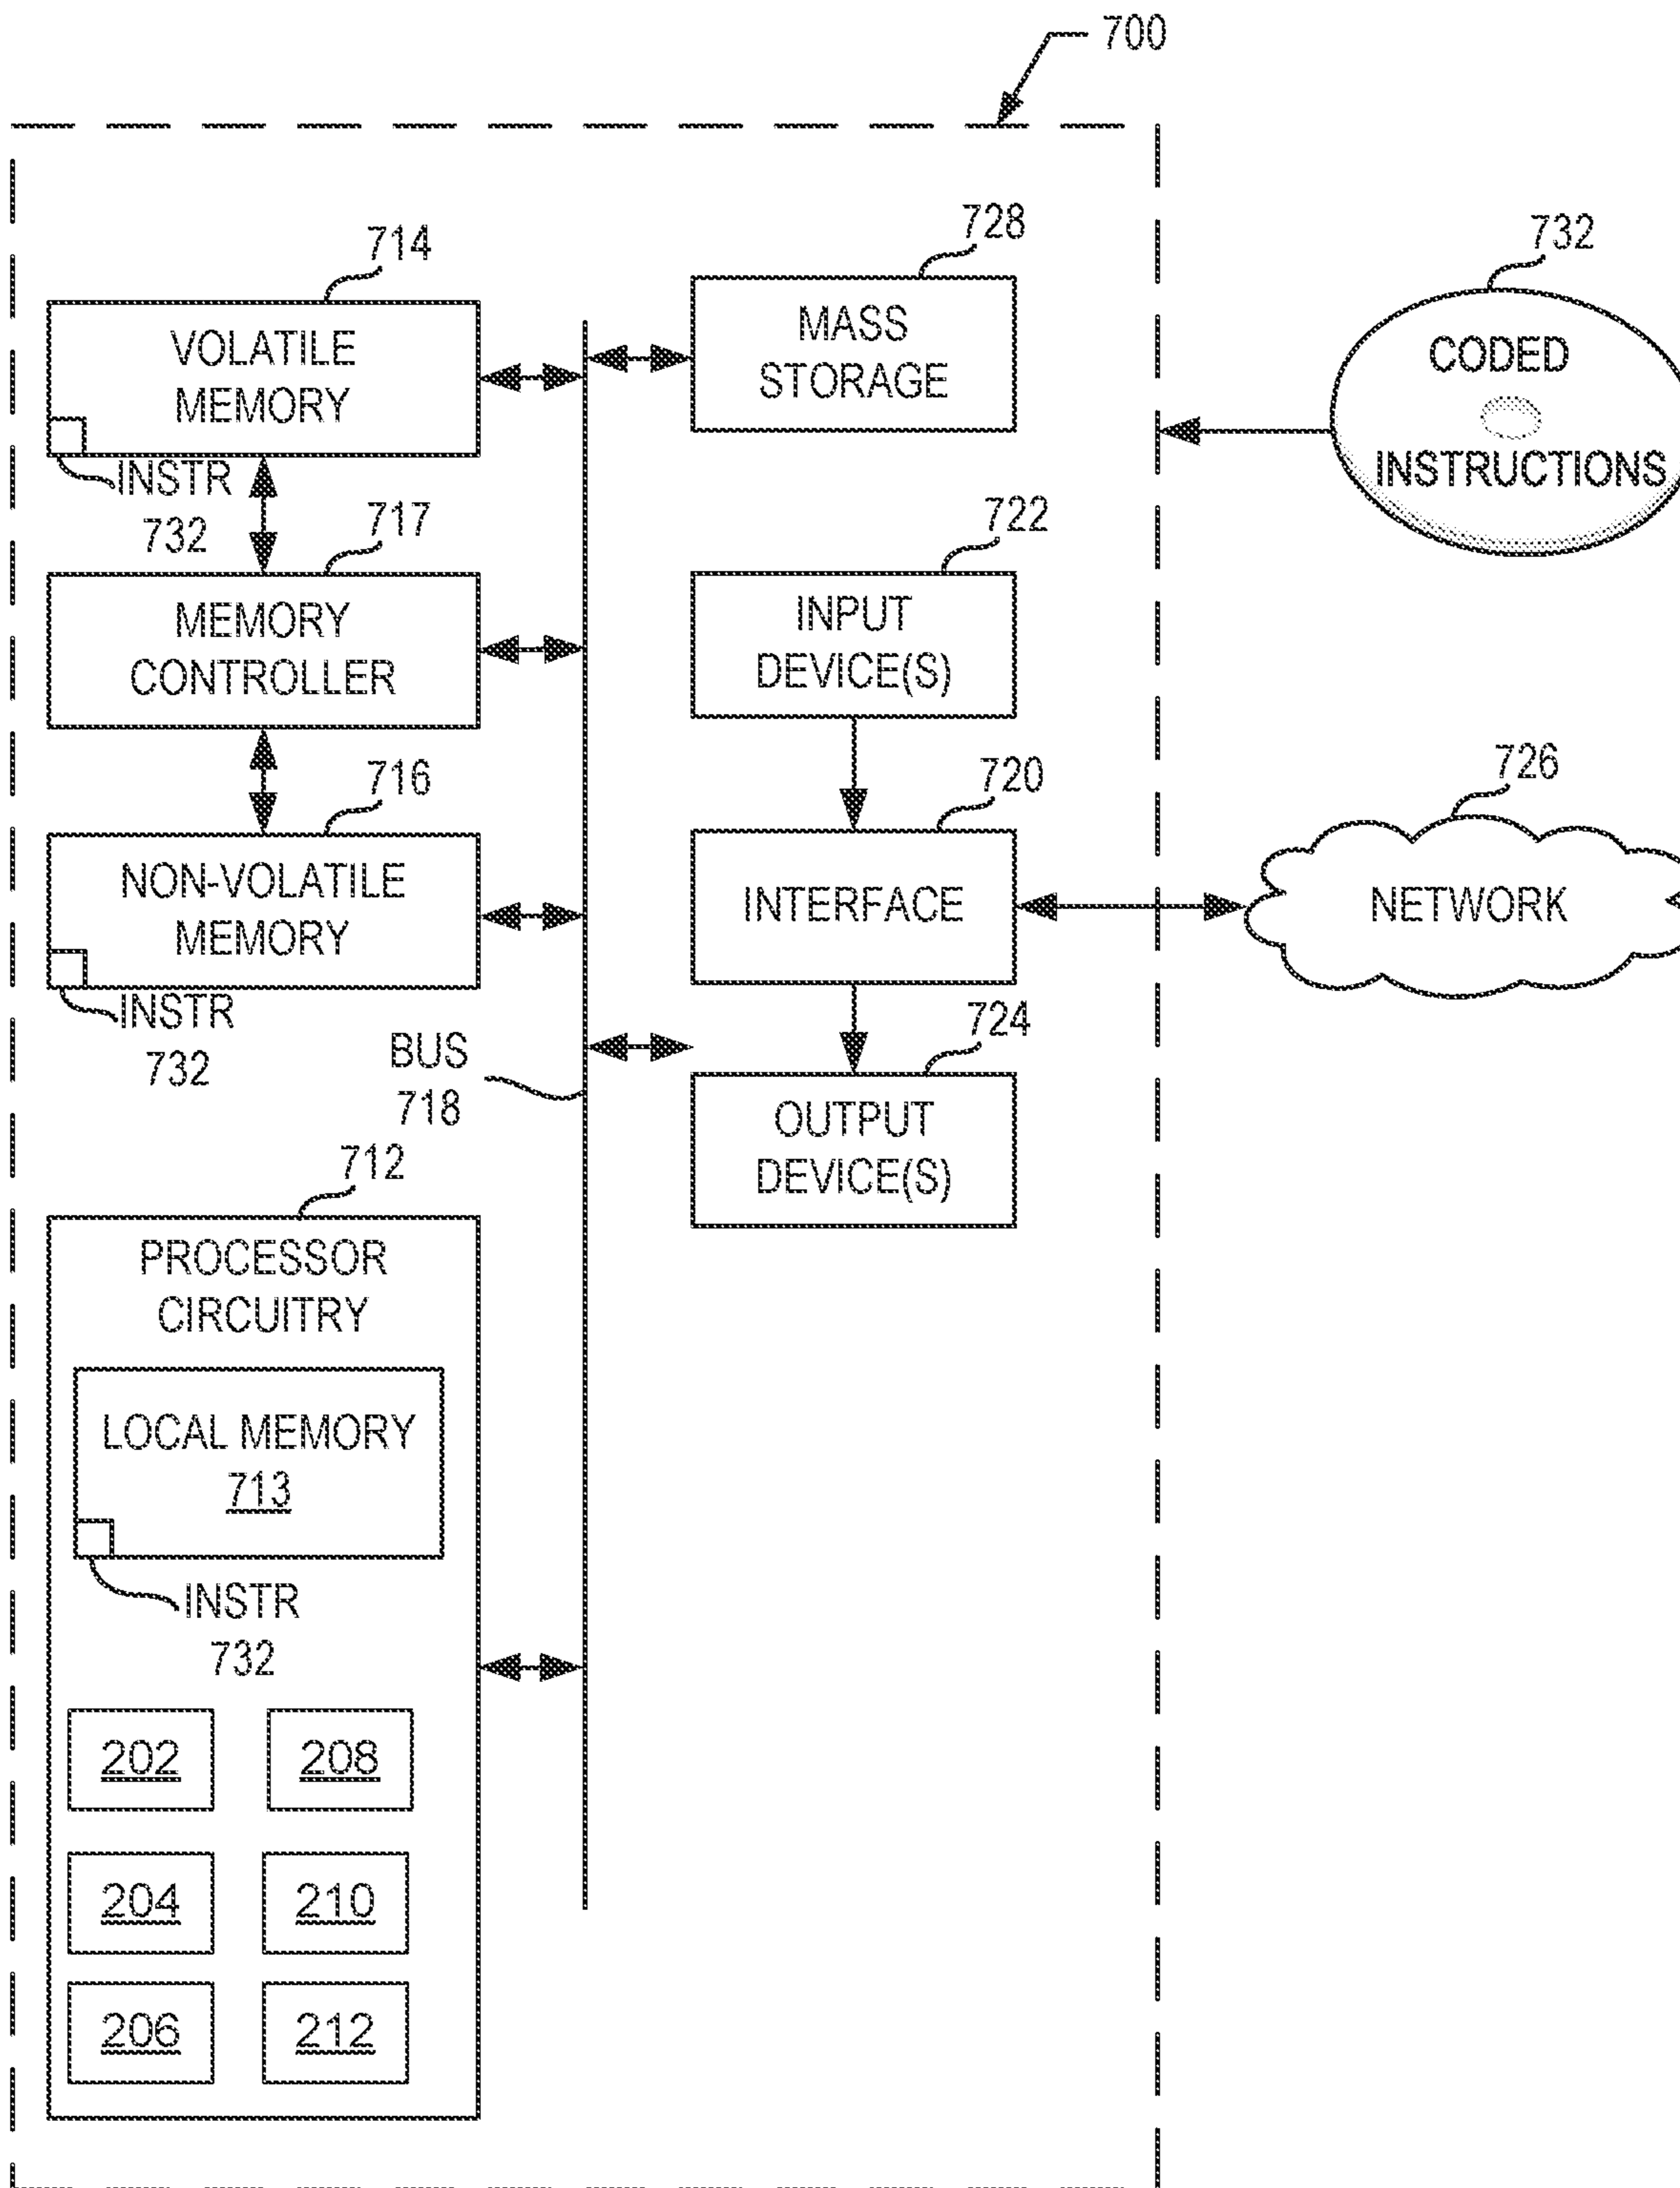 700
714
VOLATILE
MEMORY
INSTR
732
717
MEMORY
CONTROLLER
716
NON-VOLATILE
MEMORY
INSTR
732
BUS
718
712
PROCESSOR
CIRCUITRY
LOCAL MEMORY
713
INSTR
732
202
208
204
210
206
212
728
MASS
STORAGE
722
INPUT
DEVICE(S)
720
INTERFACE
724
OUTPUT
DEVICE(S)
732
CODED
INSTRUCTIONS
726
NETWORK